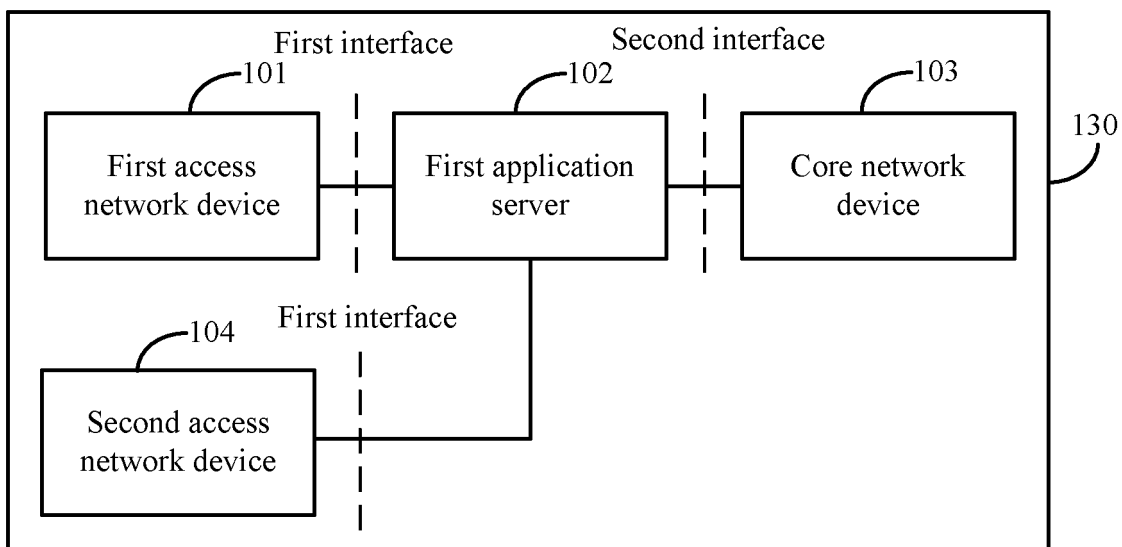 First interface
Second interface
101
102
103
130
First access
network device
First application
server
Core network
device
First interface
104
Second access
network device